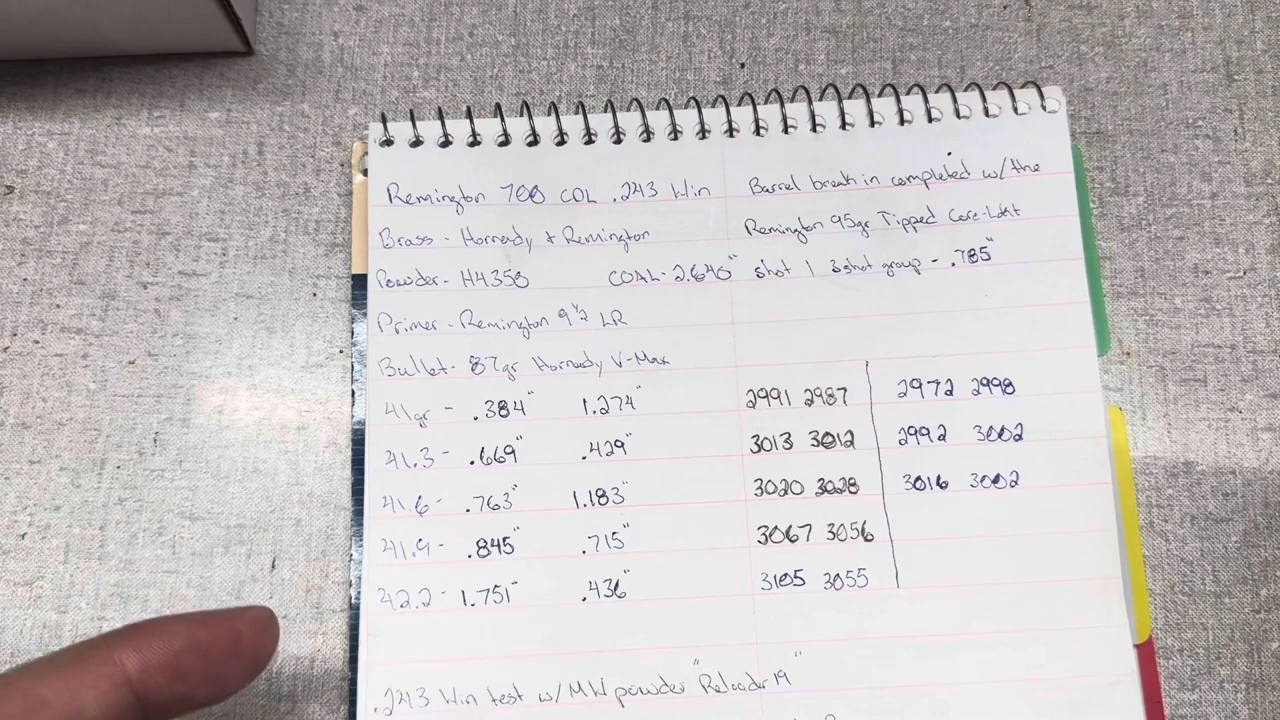 Remington 700 CDL .243 Win Barrel break in completed w/the
Brass - Hornady + Remington Remington 95gr Tipped Core-Lokt
Powder - H4350 COAL - 2.640" shot 1 3 shot group - .785"
Primer - Remington 9½ LR
Bullet - 87gr Hornady V-Max
41gr - .384" 1.274" 2991 2987 2972 2998
41.3 - .669" .429" 3013 3012 2992 3002
41.6 - .763" 1.183" 3020 3028 3016 3002
41.9 - .845" .715" 3067 3056
42.2 - 1.751" .436" 3105 3055
.243 Win test w/ MW powder "Reloader 19"